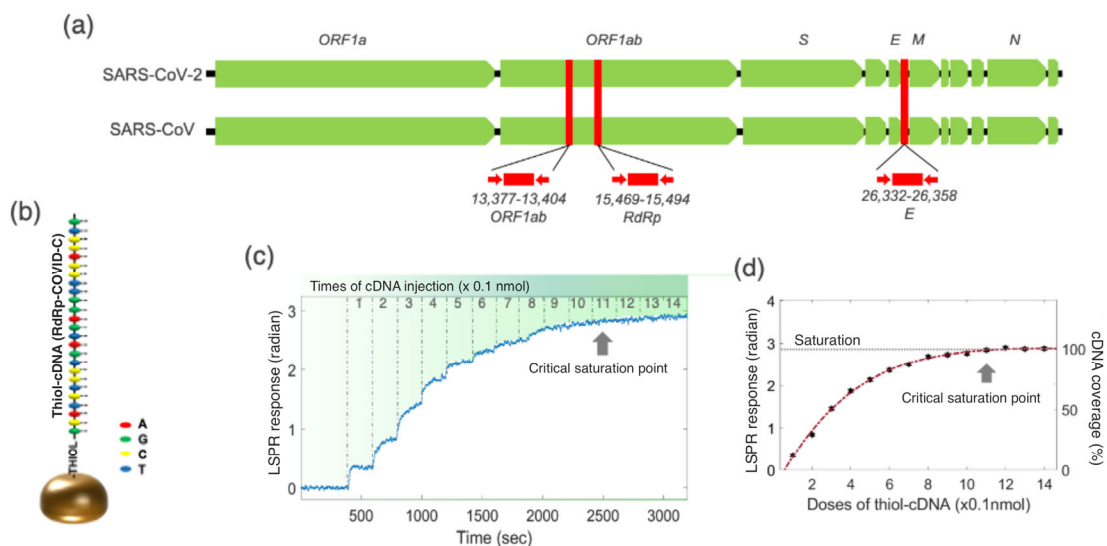 (a)
ORF1a ORF1ab S E M N
SARS-CoV-2
SARS-CoV
13,377-13,404 15,469-15,494 26,332-26,358
ORF1ab RdRp E
(b)
Thiol-cDNA (RdRp-COVID-C)
-THIOL-
A
G
C
T
(c)
Times of cDNA injection (x 0.1 nmol)
1 2 3 4 5 6 7 8 9 10 11 12 13 14
LSPR response (radian)
3
2
1
0
Critical saturation point
500 1000 1500 2000 2500 3000
Time (sec)
(d)
LSPR response (radian)
4
3
2
1
0
Saturation
Critical saturation point
100
50
0
cDNA coverage (%)
2 4 6 8 10 12 14
Doses of thiol-cDNA (x0.1nmol)